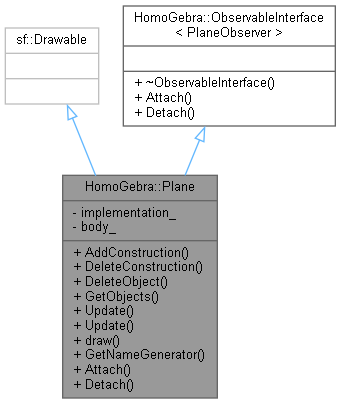 sf::Drawable
HomoGebra::ObservableInterface
< PlaneObserver >
+ ~ObservableInterface()
+ Attach()
+ Detach()
HomoGebra::Plane
- implementation_
- body_
+ AddConstruction()
+ DeleteConstruction()
+ DeleteObject()
+ GetObjects()
+ Update()
+ Update()
+ draw()
+ GetNameGenerator()
+ Attach()
+ Detach()